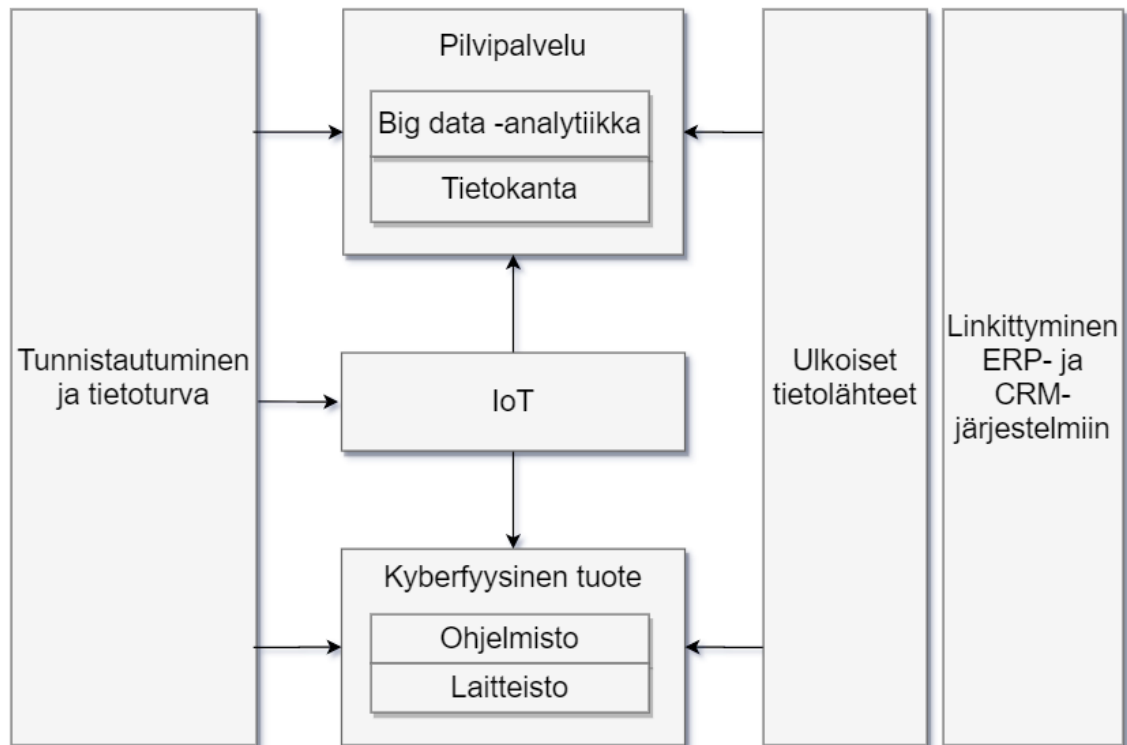 Tunnistautuminen
ja tietoturva
Pilvipalvelu
Big data -analytiikka
Tietokanta
IoT
Kyberfyysinen tuote
Ohjelmisto
Laitteisto
Ulkoiset
tietolähteet
Linkittyminen
ERP- ja
CRM-
järjestelmiin